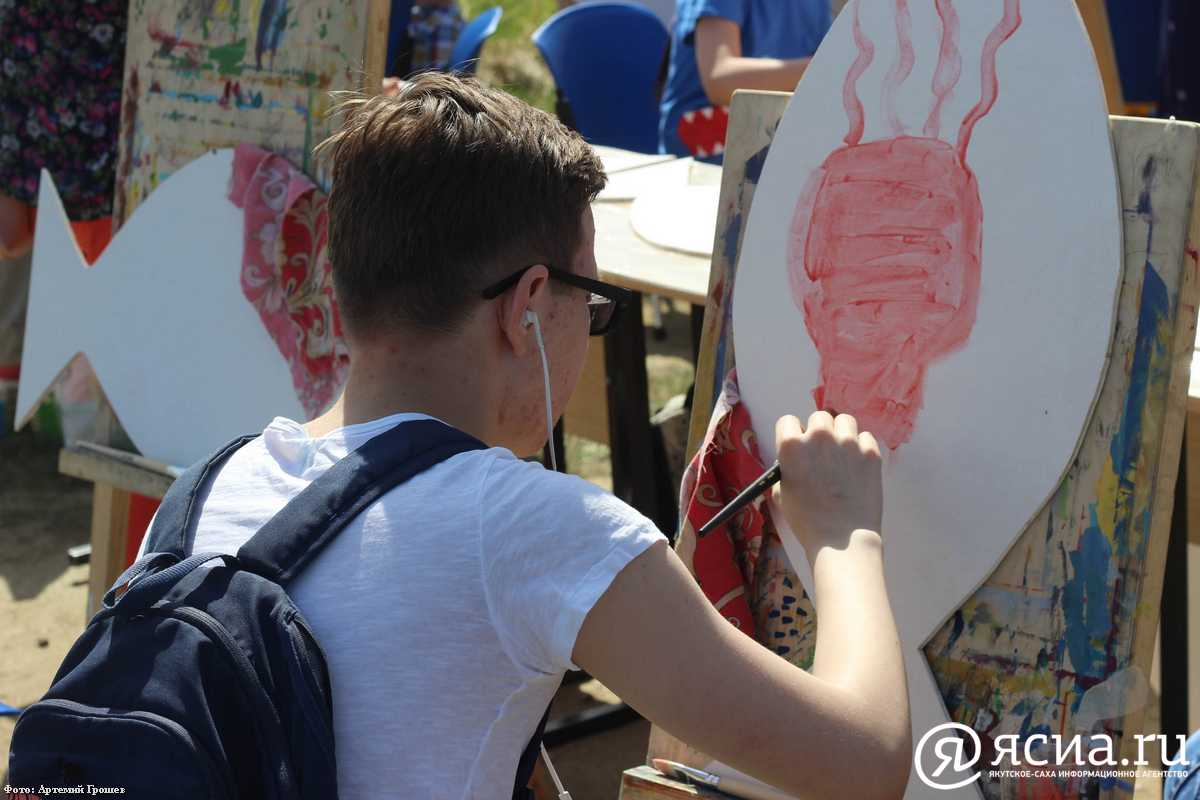 ® ЯСИА.RU
ЯКУТСКОЕ-САХА ИНФОРМАЦИОННОЕ АГЕНТСТВО
Фото: Артемий Грошев